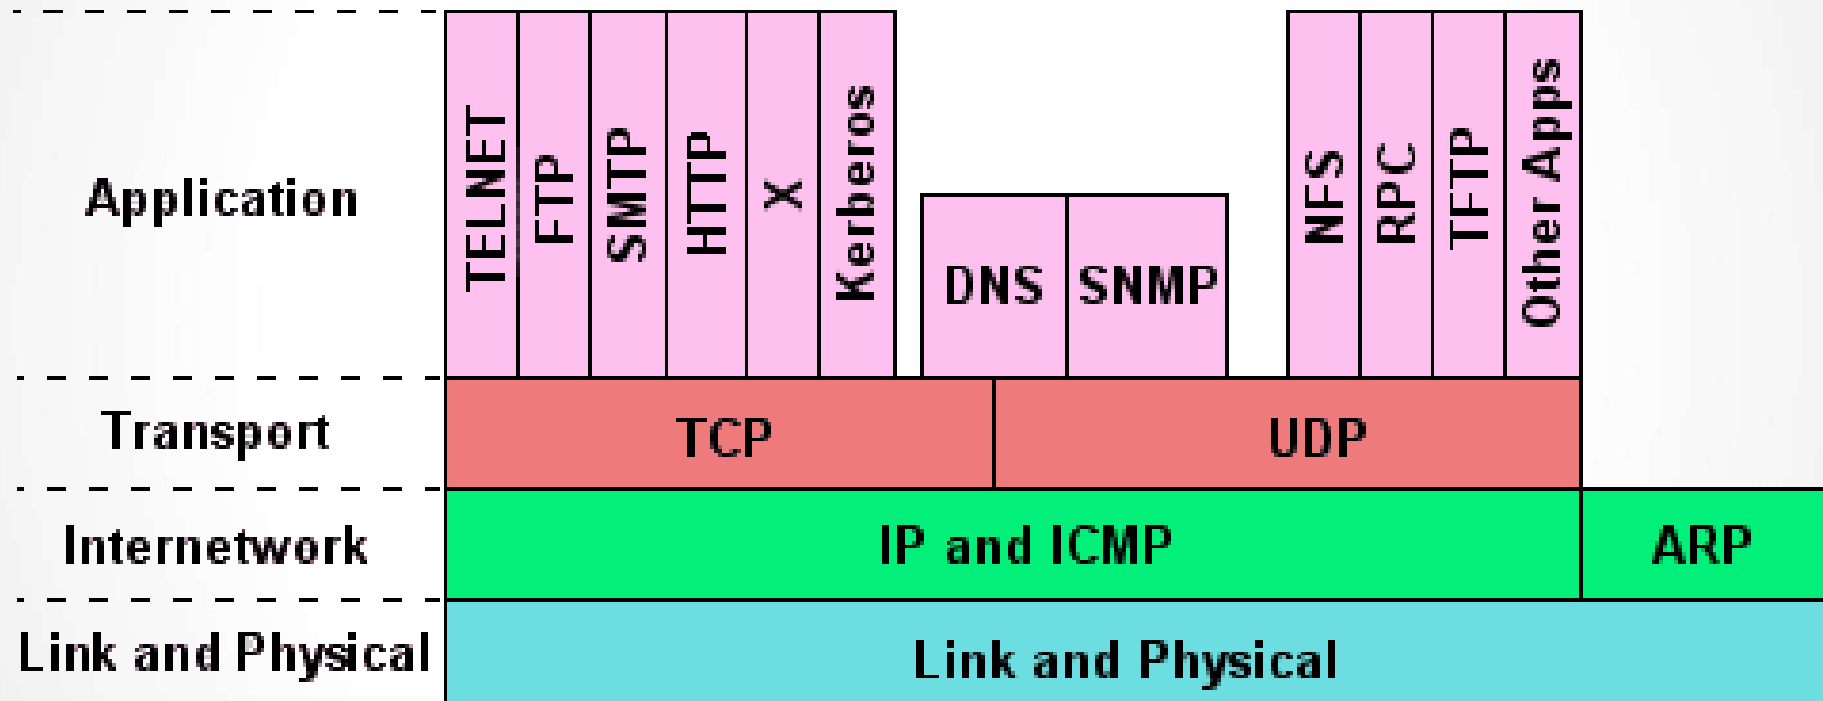 Application
TELNET
FTP
SMTP
HTTP
X
Kerberos
DNS
SNMP
NFS
RPC
TFTP
Other Apps
Transport
TCP
UDP
Internetwork
IP and ICMP
ARP
Link and Physical
Link and Physical